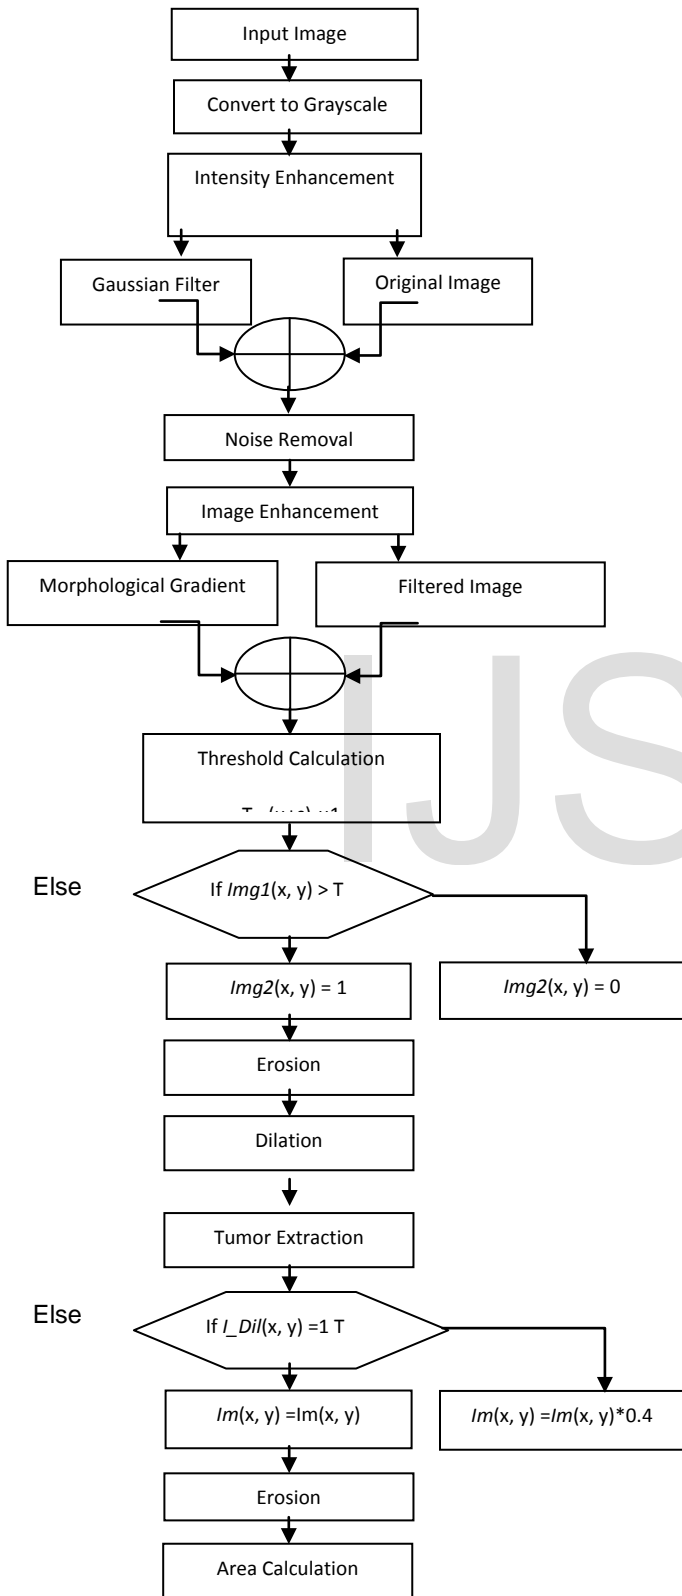 Input Image
Convert to Grayscale
Intensity Enhancement
Gaussian Filter
Original Image
Noise Removal
Image Enhancement
Morphological Gradient
Filtered Image
IJS
Threshold Calculation
Else
If Img1(x, y) > T
Img2(x, y) = 1
Img2(x, y) = 0
Erosion
Dilation
Tumor Extraction
Else
If I_Dil(x, y) =1 T
Im(x, y) =Im(x, y)
Im(x, y) =Im(x, y)*0.4
Erosion
Area Calculation